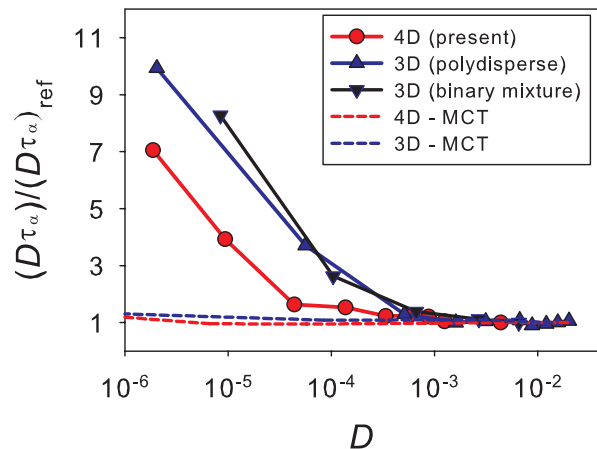 (Dτα)/(Dτα)ref
11
9
7
5
3
1
4D (present)
3D (polydisperse)
3D (binary mixture)
4D - MCT
3D - MCT
10⁻⁶ 10⁻⁵ 10⁻⁴ 10⁻³ 10⁻²
D